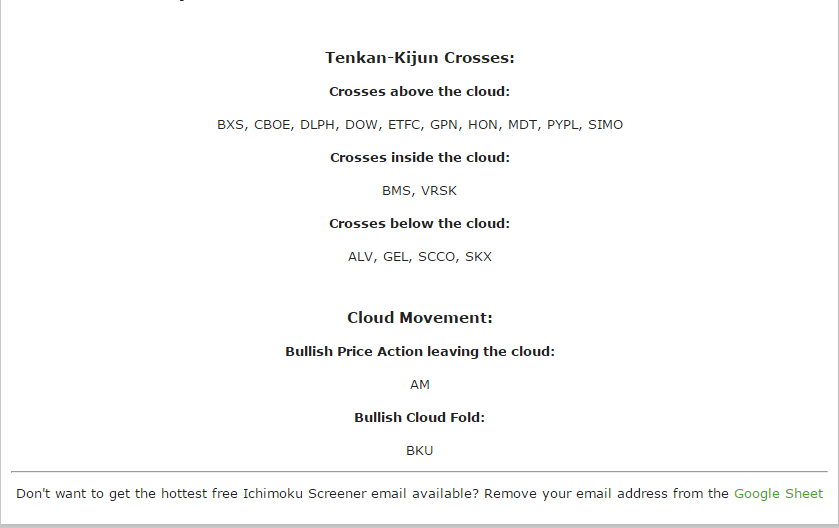 Tenkan-Kijun Crosses:
Crosses above the cloud:
BXS, CBOE, DLPH, DOW, ETFC, GPN, HON, MDT, PYPL, SIMO
Crosses inside the cloud:
BMS, VRSK
Crosses below the cloud:
ALV, GEL, SCCO, SKX
Cloud Movement:
Bullish Price Action leaving the cloud:
AM
Bullish Cloud Fold:
BKU
Don't want to get the hottest free Ichimoku Screener email available? Remove your email address from the Google Sheet